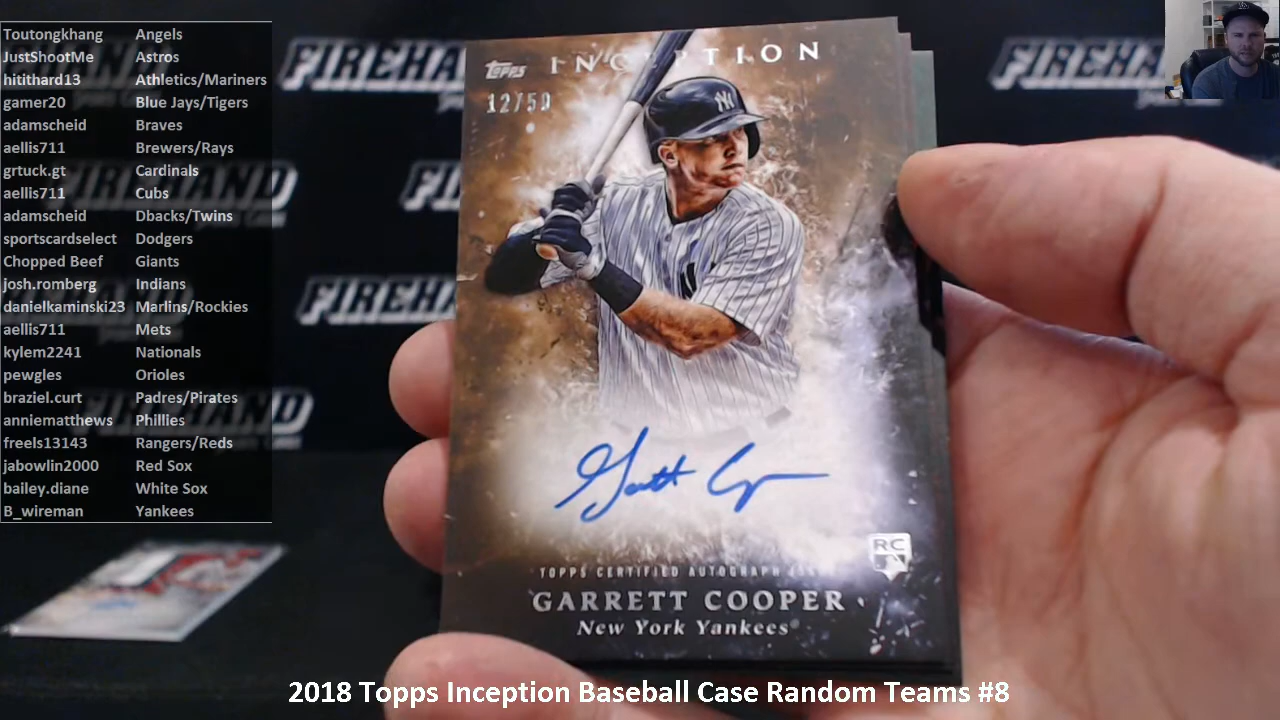 Toutongkhang Angels
JustShootMe Astros
hitithard13 Athletics/Mariners
gamer20 Blue Jays/Tigers
adamscheid Braves
aellis711 Brewers/Rays
grtuck.gt Cardinals
aellis711 Cubs
adamscheid Dbacks/Twins
sportscardselect Dodgers
Chopped Beef Giants
josh.romberg Indians
danielkaminski23 Marlins/Rockies
aellis711 Mets
kylem2241 Nationals
pewgles Orioles
braziel.curt Padres/Pirates
anniematthews Phillies
freels13143 Rangers/Reds
jabowlin2000 Red Sox
bailey.diane White Sox
B_wireman Yankees
Topps INCEPTION
12/50
NY
RC
TOPPS CERTIFIED AUTOGRAPH
GARRETT COOPER
New York Yankees
2018 Topps Inception Baseball Case Random Teams #8